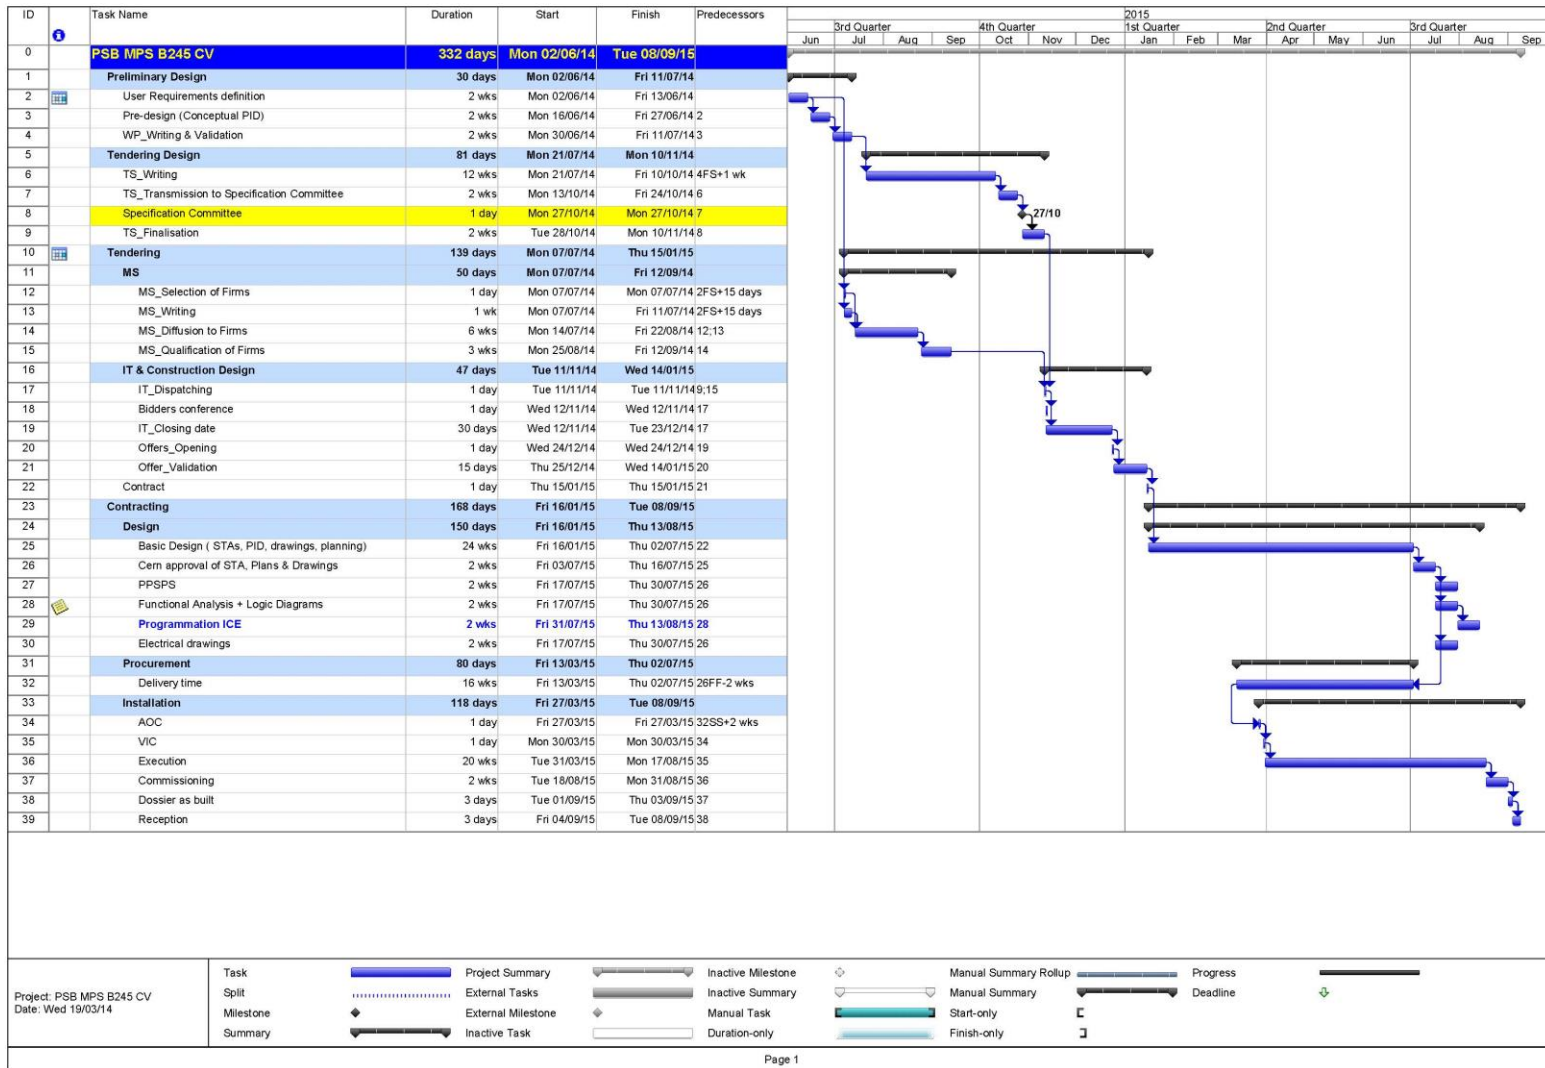 ID Task Name Duration Start Finish Predecessors
2015
3rd Quarter 4th Quarter 1st Quarter 2nd Quarter 3rd Quarter
Jun Jul Aug Sep Oct Nov Dec Jan Feb Mar Apr May Jun Jul Aug Sep
0 PSB MPS B245 CV 332 days Mon 02/06/14 Tue 08/09/15
1 Preliminary Design 30 days Mon 02/06/14 Fri 11/07/14
2 User Requirements definition 2 wks Mon 02/06/14 Fri 13/06/14
3 Pre-design (Conceptual PID) 2 wks Mon 16/06/14 Fri 27/06/14 2
4 WP_Writing & Validation 2 wks Mon 30/06/14 Fri 11/07/14 3
5 Tendering Design 81 days Mon 21/07/14 Mon 10/11/14
6 TS_Writing 12 wks Mon 21/07/14 Fri 10/10/14 4FS+1 wk
7 TS_Transmission to Specification Committee 2 wks Mon 13/10/14 Fri 24/10/14 6
8 Specification Committee 1 day Mon 27/10/14 Mon 27/10/14 7 27/10
9 TS_Finalisation 2 wks Tue 28/10/14 Mon 10/11/14 8
10 Tendering 139 days Mon 07/07/14 Thu 15/01/15
11 MS 50 days Mon 07/07/14 Fri 12/09/14
12 MS_Selection of Firms 1 day Mon 07/07/14 Mon 07/07/14 2FS+15 days
13 MS_Writing 1 wk Mon 07/07/14 Fri 11/07/14 2FS+15 days
14 MS_Diffusion to Firms 6 wks Mon 14/07/14 Fri 22/08/14 12;13
15 MS_Qualification of Firms 3 wks Mon 25/08/14 Fri 12/09/14 14
16 IT & Construction Design 47 days Tue 11/11/14 Wed 14/01/15
17 IT_Dispatching 1 day Tue 11/11/14 Tue 11/11/14 9;15
18 Bidders conference 1 day Wed 12/11/14 Wed 12/11/14 17
19 IT_Closing date 30 days Wed 12/11/14 Tue 23/12/14 17
20 Offers_Opening 1 day Wed 24/12/14 Wed 24/12/14 19
21 Offer_Validation 15 days Thu 25/12/14 Wed 14/01/15 20
22 Contract 1 day Thu 15/01/15 Thu 15/01/15 21
23 Contracting 168 days Fri 16/01/15 Tue 08/09/15
24 Design 150 days Fri 16/01/15 Thu 13/08/15
25 Basic Design ( STAs, PID, drawings, planning) 24 wks Fri 16/01/15 Thu 02/07/15 22
26 Cern approval of STA, Plans & Drawings 2 wks Fri 03/07/15 Thu 16/07/15 25
27 PPSPS 2 wks Fri 17/07/15 Thu 30/07/15 26
28 Functional Analysis + Logic Diagrams 2 wks Fri 17/07/15 Thu 30/07/15 26
29 Programmation ICE 2 wks Fri 31/07/15 Thu 13/08/15 28
30 Electrical drawings 2 wks Fri 17/07/15 Thu 30/07/15 26
31 Procurement 80 days Fri 13/03/15 Thu 02/07/15
32 Delivery time 16 wks Fri 13/03/15 Thu 02/07/15 26FF-2 wks
33 Installation 118 days Fri 27/03/15 Tue 08/09/15
34 AOC 1 day Fri 27/03/15 Fri 27/03/15 32SS+2 wks
35 VIC 1 day Mon 30/03/15 Mon 30/03/15 34
36 Execution 20 wks Tue 31/03/15 Mon 17/08/15 35
37 Commissioning 2 wks Tue 18/08/15 Mon 31/08/15 36
38 Dossier as built 3 days Tue 01/09/15 Thu 03/09/15 37
39 Reception 3 days Fri 04/09/15 Tue 08/09/15 38
Project: PSB MPS B245 CV
Date: Wed 19/03/14
Task Project Summary Inactive Milestone Manual Summary Rollup Progress
Split External Tasks Inactive Summary Manual Summary Deadline
Milestone External Milestone Manual Task Start-only
Summary Inactive Task Duration-only Finish-only
Page 1